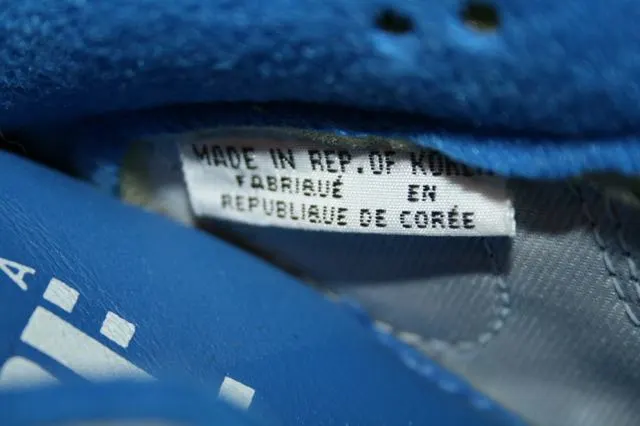 MADE IN REP. OF KOREA
FABRIQUÉ EN
REPUBLIQUE DE CORÉE
A